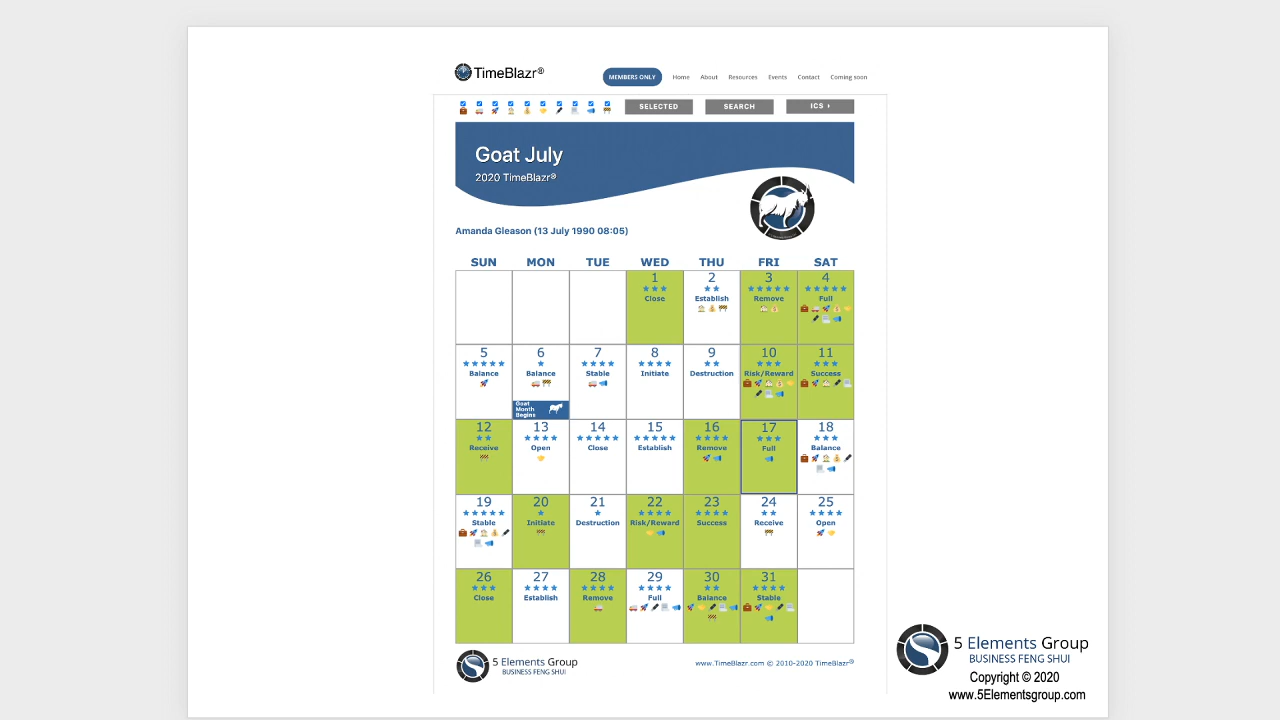 TimeBlazr®
MEMBERS ONLY Home About Resources Events Contact Coming soon
SELECTED SEARCH ICS ›
Goat July
2020 TimeBlazr®
Amanda Gleason (13 July 1990 08:05)
SUN MON TUE WED THU FRI SAT
1 2 3 4
Close Establish Remove Full
5 6 7 8 9 10 11
Balance Balance Stable Initiate Destruction Risk/Reward Success
Goat
Month
Begins
12 13 14 15 16 17 18
Receive Open Close Establish Remove Full Balance
19 20 21 22 23 24 25
Stable Initiate Destruction Risk/Reward Success Receive Open
26 27 28 29 30 31
Close Establish Remove Full Balance Stable
5 Elements Group
BUSINESS FENG SHUI
www.TimeBlazr.com © 2010-2020 TimeBlazr®
5 Elements Group
BUSINESS FENG SHUI
Copyright © 2020
www.5Elementsgroup.com